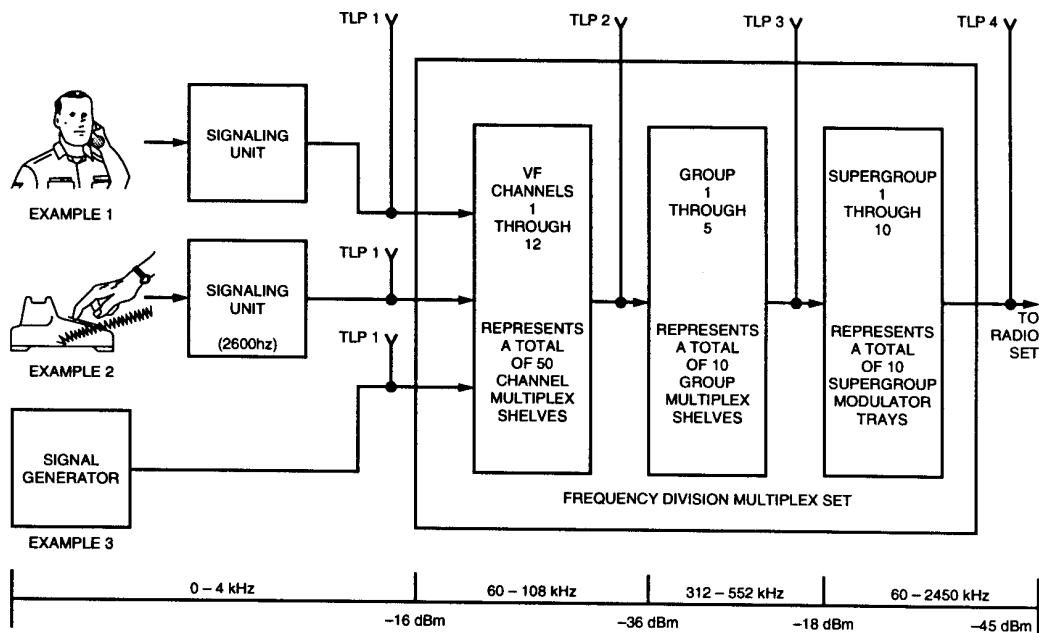 TLP 1
TLP 2
TLP 3
TLP 4
EXAMPLE 1
SIGNALING
UNIT
TLP 1
EXAMPLE 2
SIGNALING
UNIT
(2600hz)
TLP 1
SIGNAL
GENERATOR
EXAMPLE 3
VF
CHANNELS
1
THROUGH
12
REPRESENTS
A TOTAL
OF 50
CHANNEL
MULTIPLEX
SHELVES
GROUP
1
THROUGH
5
REPRESENTS
A TOTAL
OF 10
GROUP
MULTIPLEX
SHELVES
SUPERGROUP
1
THROUGH
10
REPRESENTS
A TOTAL
OF 10
SUPERGROUP
MODULATOR
TRAYS
TO
RADIO
SET
FREQUENCY DIVISION MULTIPLEX SET
0 – 4 kHz
60 – 108 kHz
312 – 552 kHz
60 – 2450 kHz
–16 dBm
–36 dBm
–18 dBm
–45 dBm